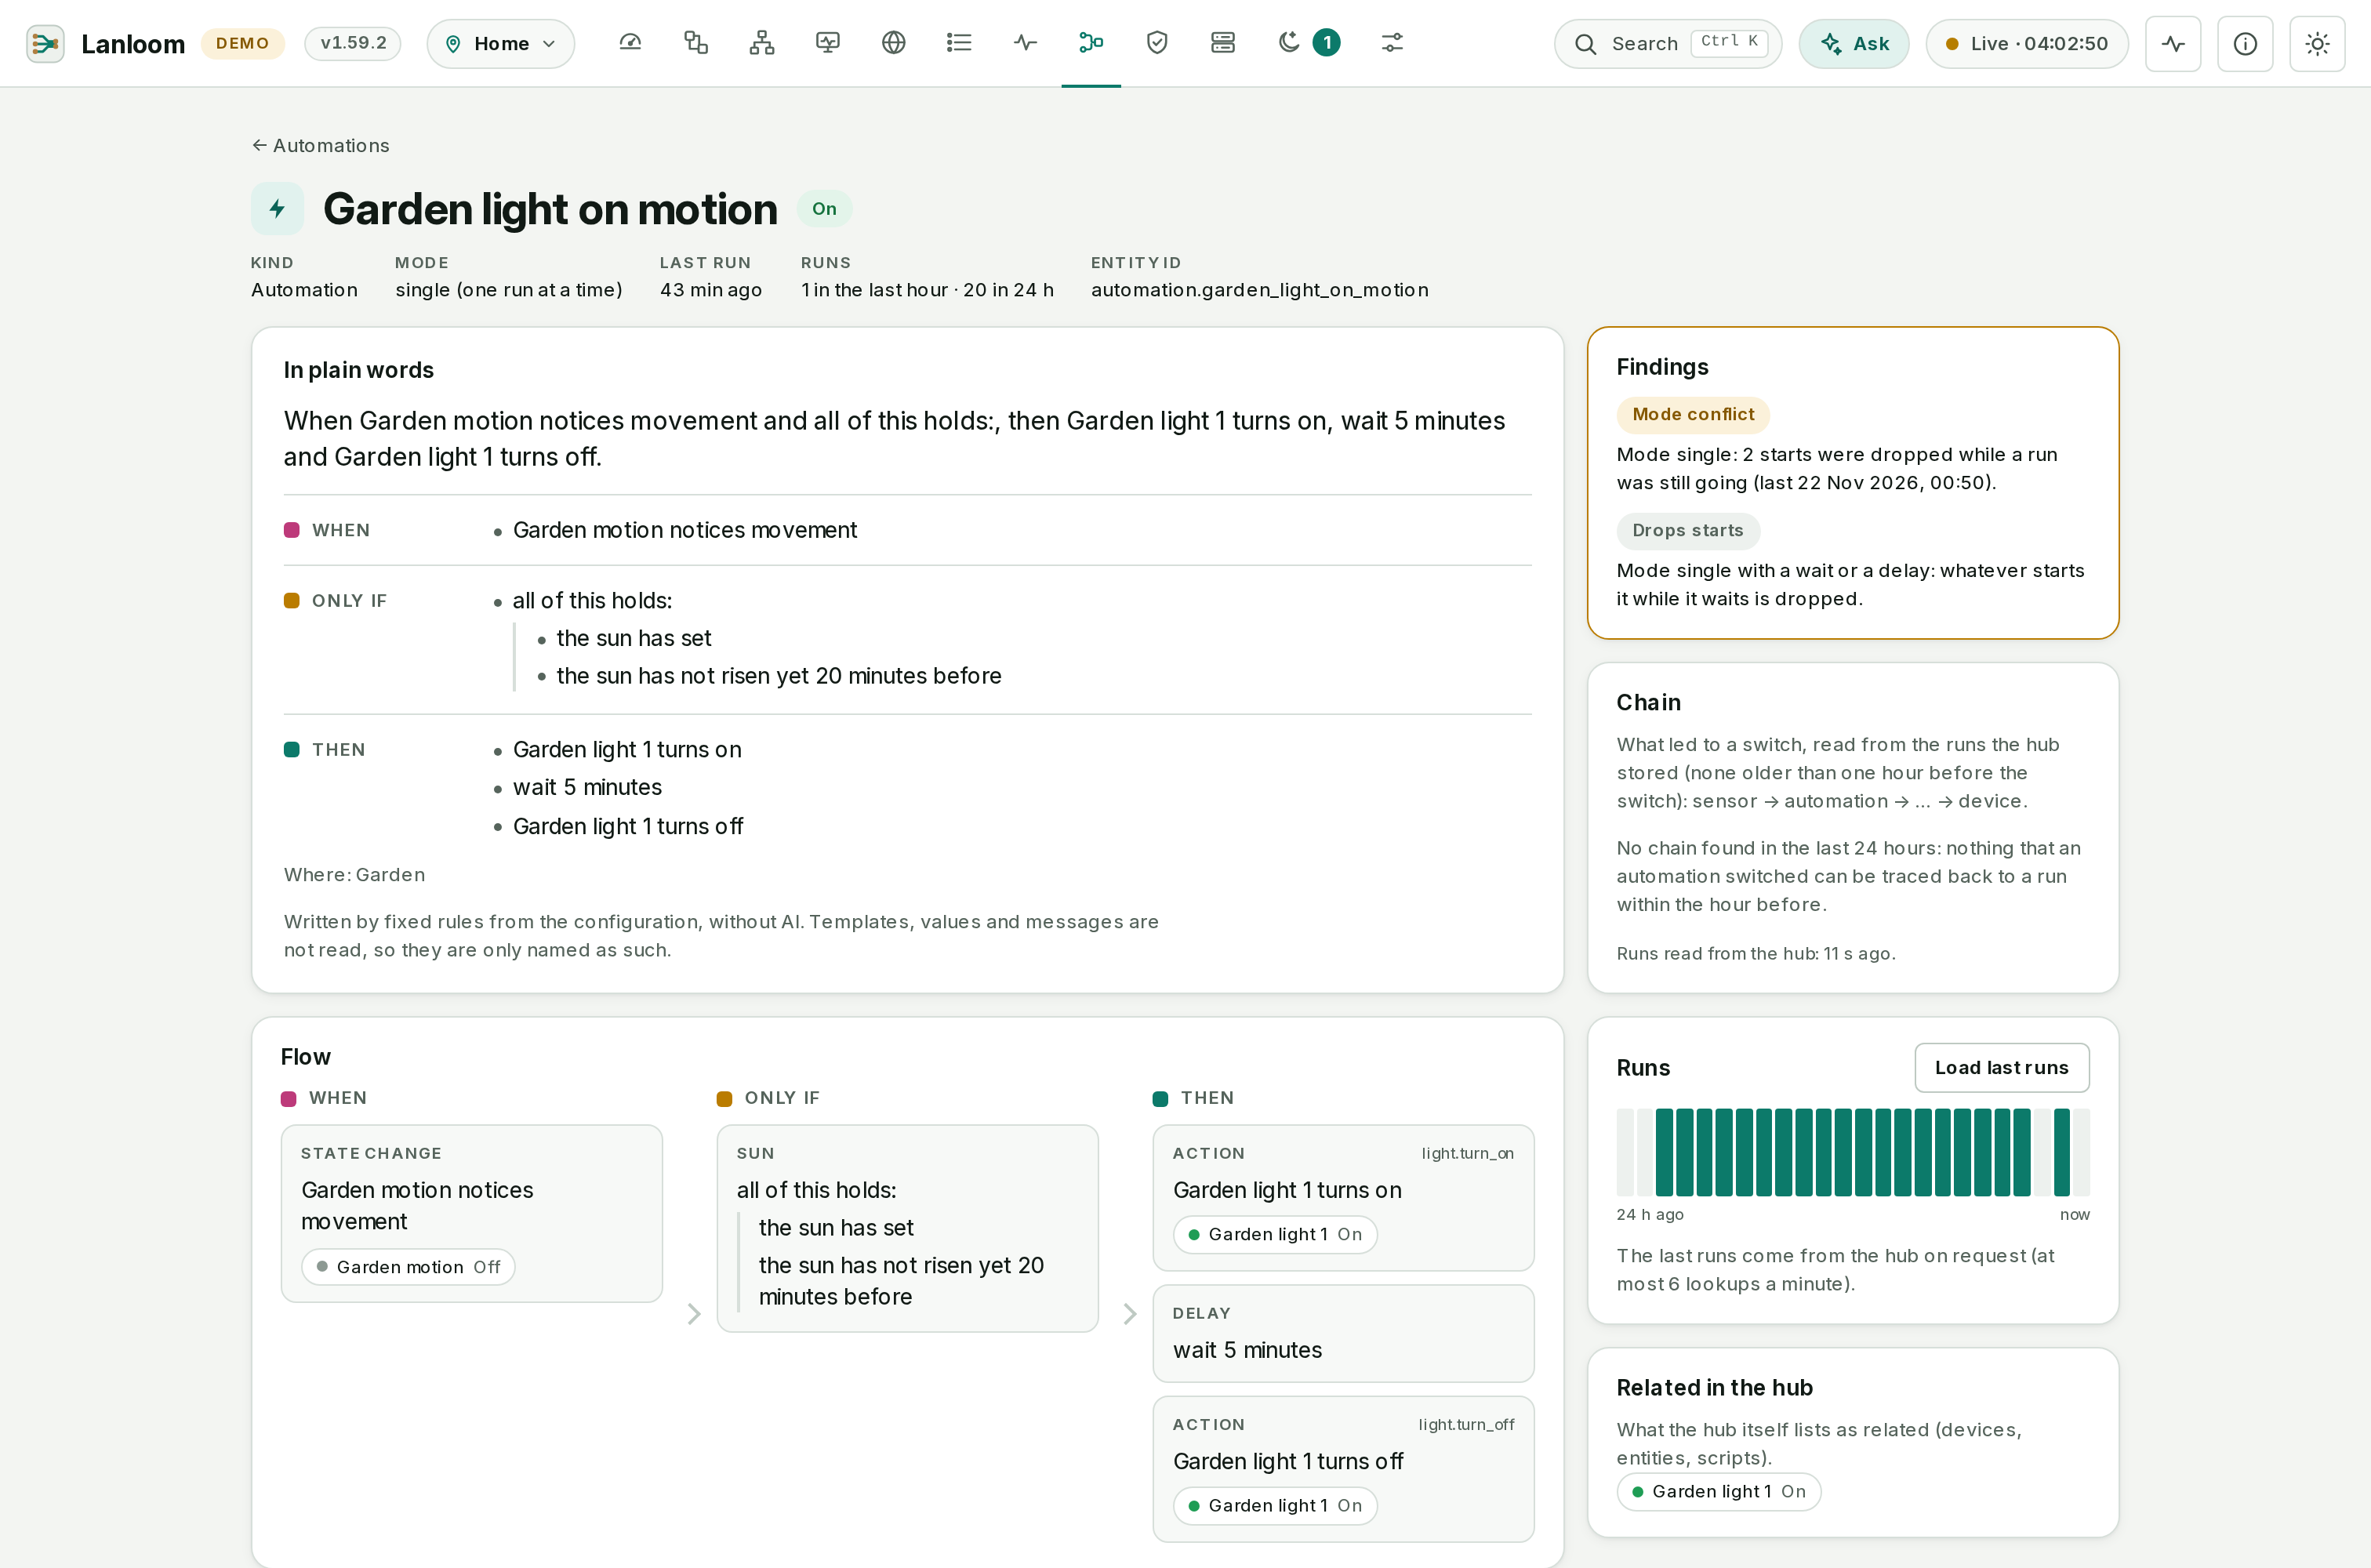 Lanloom DEMO v1.59.2 Home 1 Search Ctrl K Ask Live · 04:02:50
← Automations
Garden light on motion On
KIND MODE LAST RUN RUNS ENTITY ID
Automation single (one run at a time) 43 min ago 1 in the last hour · 20 in 24 h automation.garden_light_on_motion
In plain words
When Garden motion notices movement and all of this holds:, then Garden light 1 turns on, wait 5 minutes
and Garden light 1 turns off.
WHEN
• Garden motion notices movement
ONLY IF
• all of this holds:
• the sun has set
• the sun has not risen yet 20 minutes before
THEN
• Garden light 1 turns on
• wait 5 minutes
• Garden light 1 turns off
Where: Garden
Written by fixed rules from the configuration, without AI. Templates, values and messages are
not read, so they are only named as such.
Findings
Mode conflict
Mode single: 2 starts were dropped while a run
was still going (last 22 Nov 2026, 00:50).
Drops starts
Mode single with a wait or a delay: whatever starts
it while it waits is dropped.
Chain
What led to a switch, read from the runs the hub
stored (none older than one hour before the
switch): sensor → automation → … → device.
No chain found in the last 24 hours: nothing that an
automation switched can be traced back to a run
within the hour before.
Runs read from the hub: 11 s ago.
Flow
WHEN
STATE CHANGE
Garden motion notices
movement
Garden motion Off
ONLY IF
SUN
all of this holds:
the sun has set
the sun has not risen yet 20
minutes before
THEN
ACTION light.turn_on
Garden light 1 turns on
Garden light 1 On
DELAY
wait 5 minutes
ACTION light.turn_off
Garden light 1 turns off
Garden light 1 On
Runs Load last runs
24 h ago now
The last runs come from the hub on request (at
most 6 lookups a minute).
Related in the hub
What the hub itself lists as related (devices,
entities, scripts).
Garden light 1 On